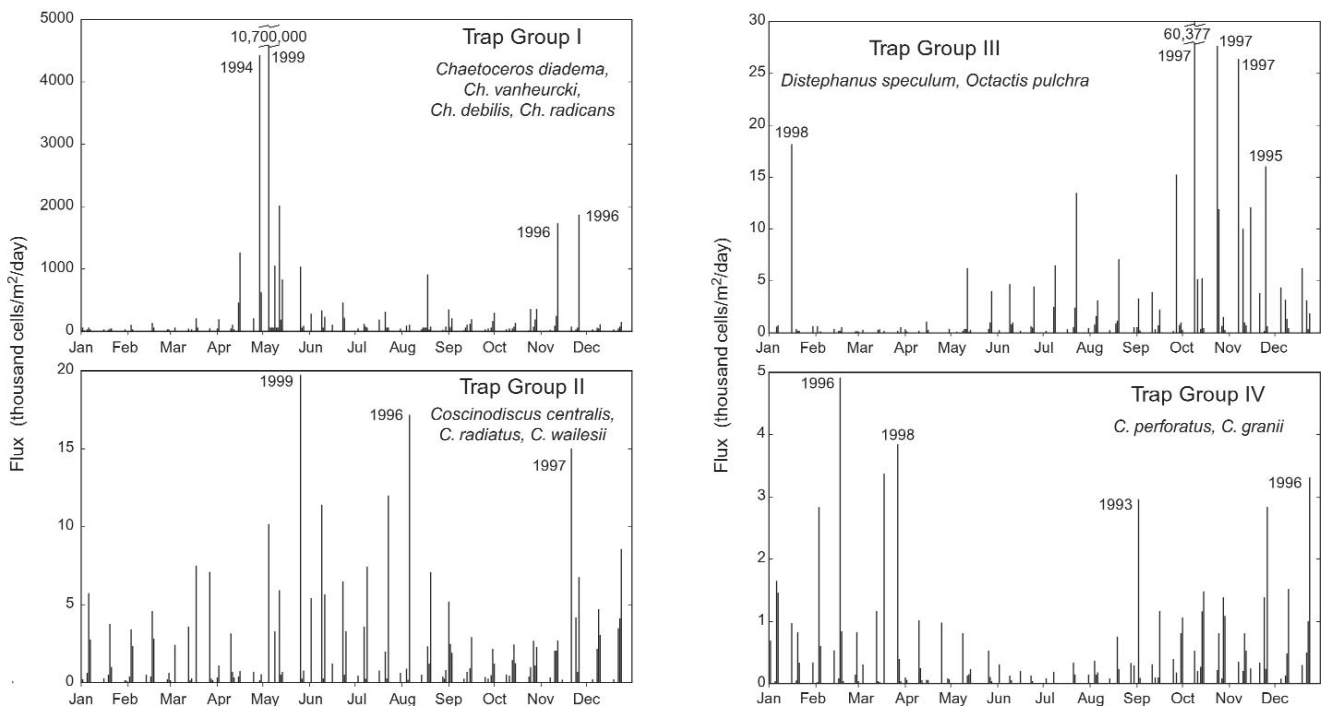 Trap Group I
Chaetoceros diadema,
Ch. vanheurcki,
Ch. debilis, Ch. radicans
10,700,000
1994
1999
1996
1996
5000
4000
3000
2000
1000
0
Jan Feb Mar Apr May Jun Jul Aug Sep Oct Nov Dec
Flux (thousand cells/m²/day)
Trap Group II
Coscinodiscus centralis,
C. radiatus, C. wailesii
1999
1996
1997
20
15
10
5
0
Jan Feb Mar Apr May Jun Jul Aug Sep Oct Nov Dec
Trap Group III
Distephanus speculum, Octactis pulchra
60,377
1997
1997
1997
1998
1995
30
25
20
15
10
5
0
Jan Feb Mar Apr May Jun Jul Aug Sep Oct Nov Dec
Flux (thousand cells/m²/day)
Trap Group IV
C. perforatus, C. granii
1996
1998
1993
1996
5
4
3
2
1
0
Jan Feb Mar Apr May Jun Jul Aug Sep Oct Nov Dec